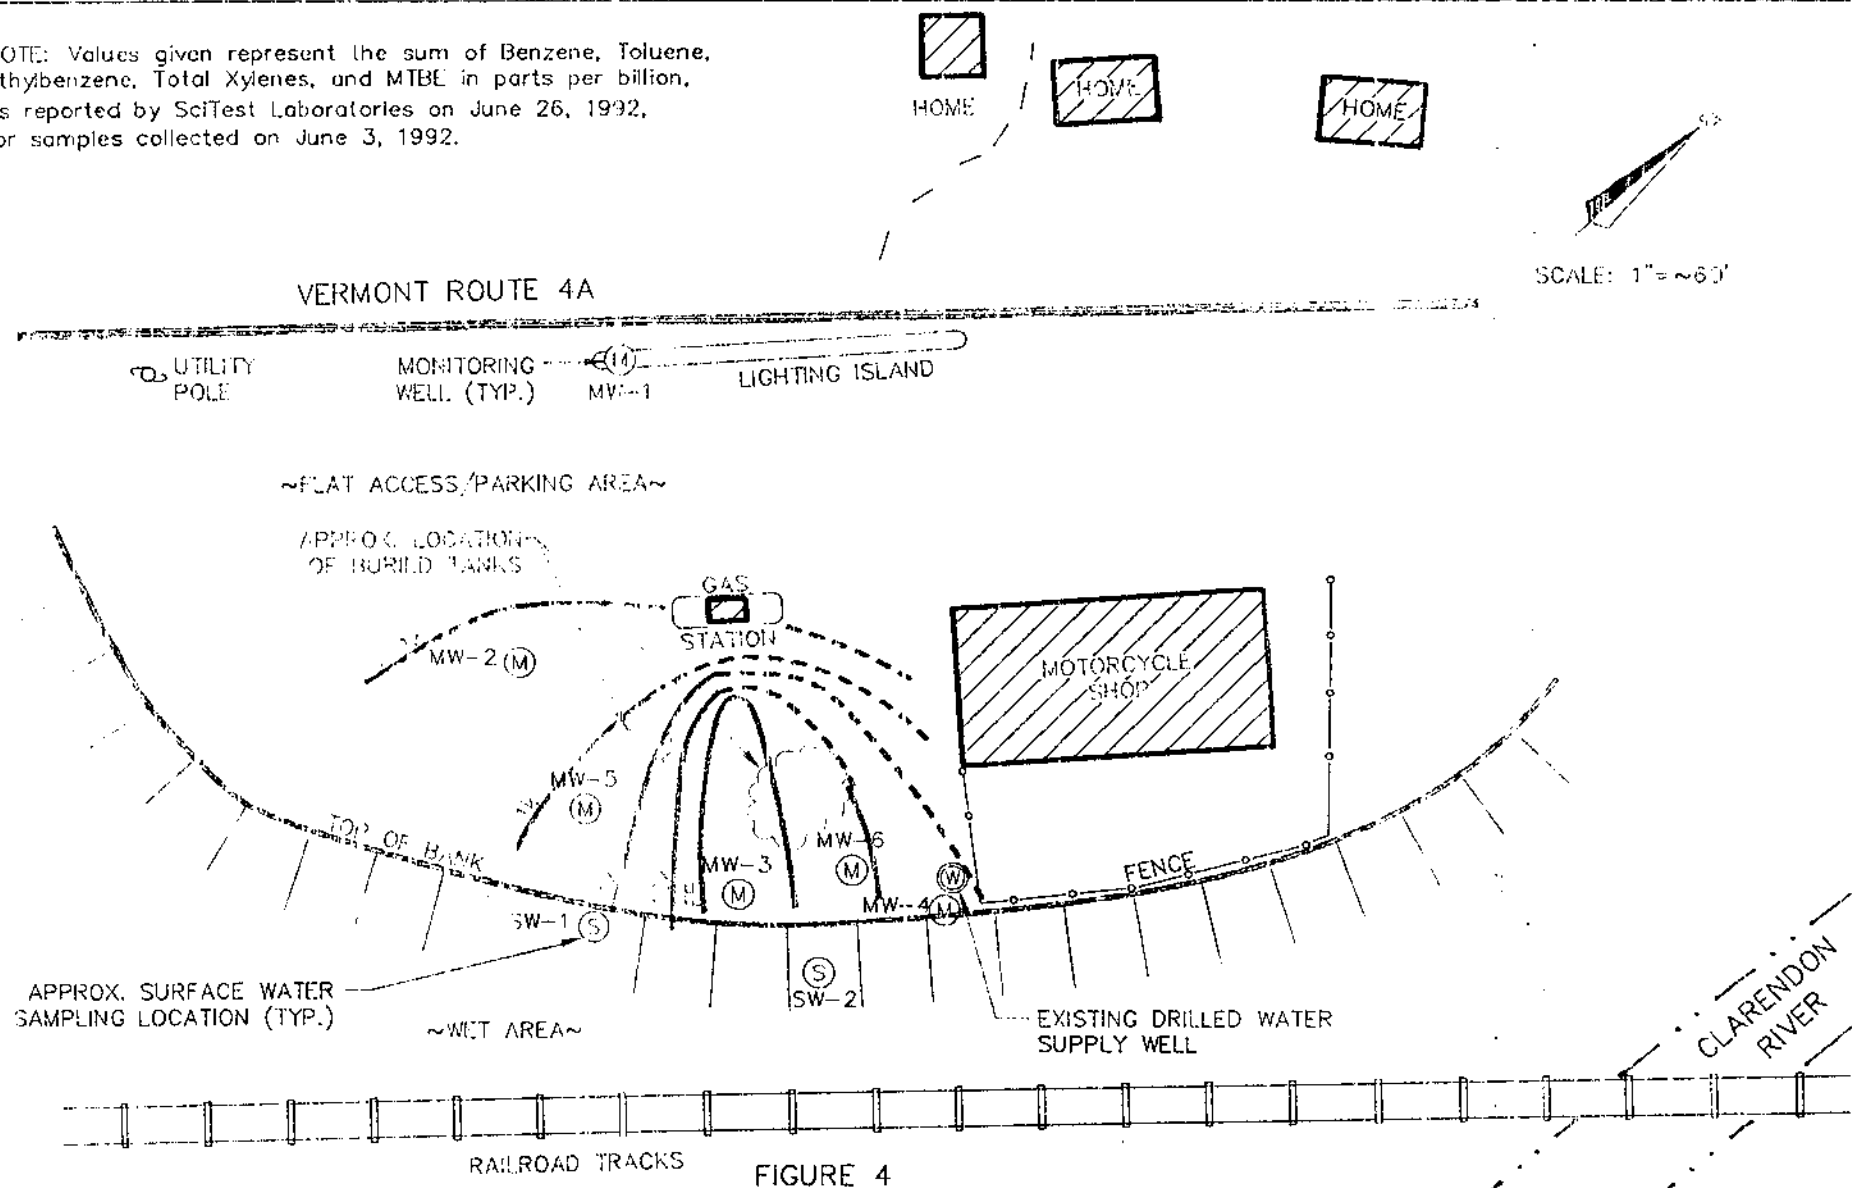 OTE: Values given represent the sum of Benzene, Toluene,
thylbenzene, Total Xylenes, and MTBE in parts per billion,
s reported by SciTest Laboratories on June 26, 1992,
or samples collected on June 3, 1992.
HOME
HOME
HOME
SCALE: 1"=~60'
VERMONT ROUTE 4A
UTILITY
POLE
MONITORING
WELL (TYP.)
MW-1
LIGHTING ISLAND
~FLAT ACCESS/PARKING AREA~
APPROX. LOCATION
OF BURIED TANKS
GAS
STATION
MW-2 (M)
MOTORCYCLE
SHOP
MW-5
(M)
TOP OF BANK
MW-3
(M)
MW-6
(M)
(W)
MW-4 (M)
FENCE
SW-1 (S)
(S)
SW-2
APPROX. SURFACE WATER
SAMPLING LOCATION (TYP.)
~WET AREA~
EXISTING DRILLED WATER
SUPPLY WELL
CLARENDON
RIVER
RAILROAD TRACKS
FIGURE 4